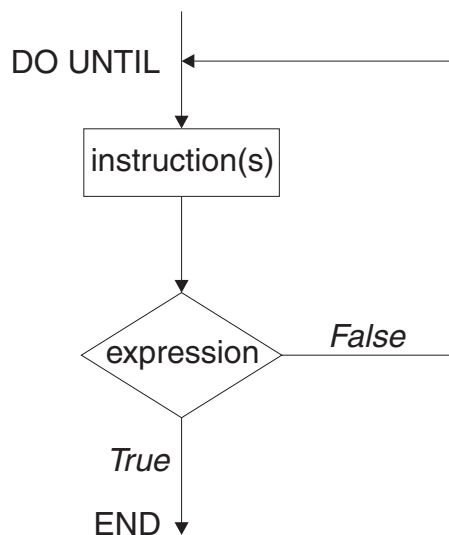 DO UNTIL
instruction(s)
expression
False
True
END